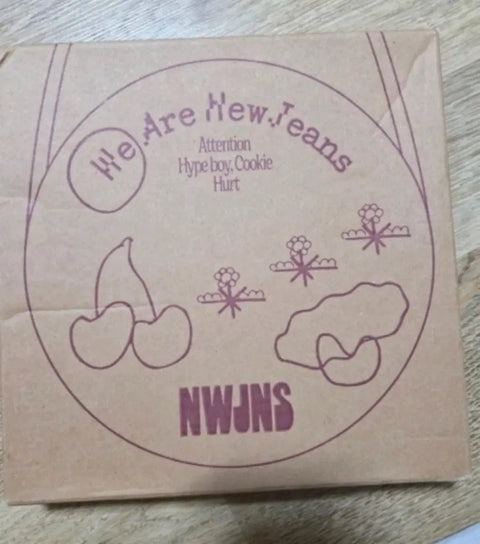 We Are New Jeans
Attention
Hype boy, Cookie
Hurt
NWJNS